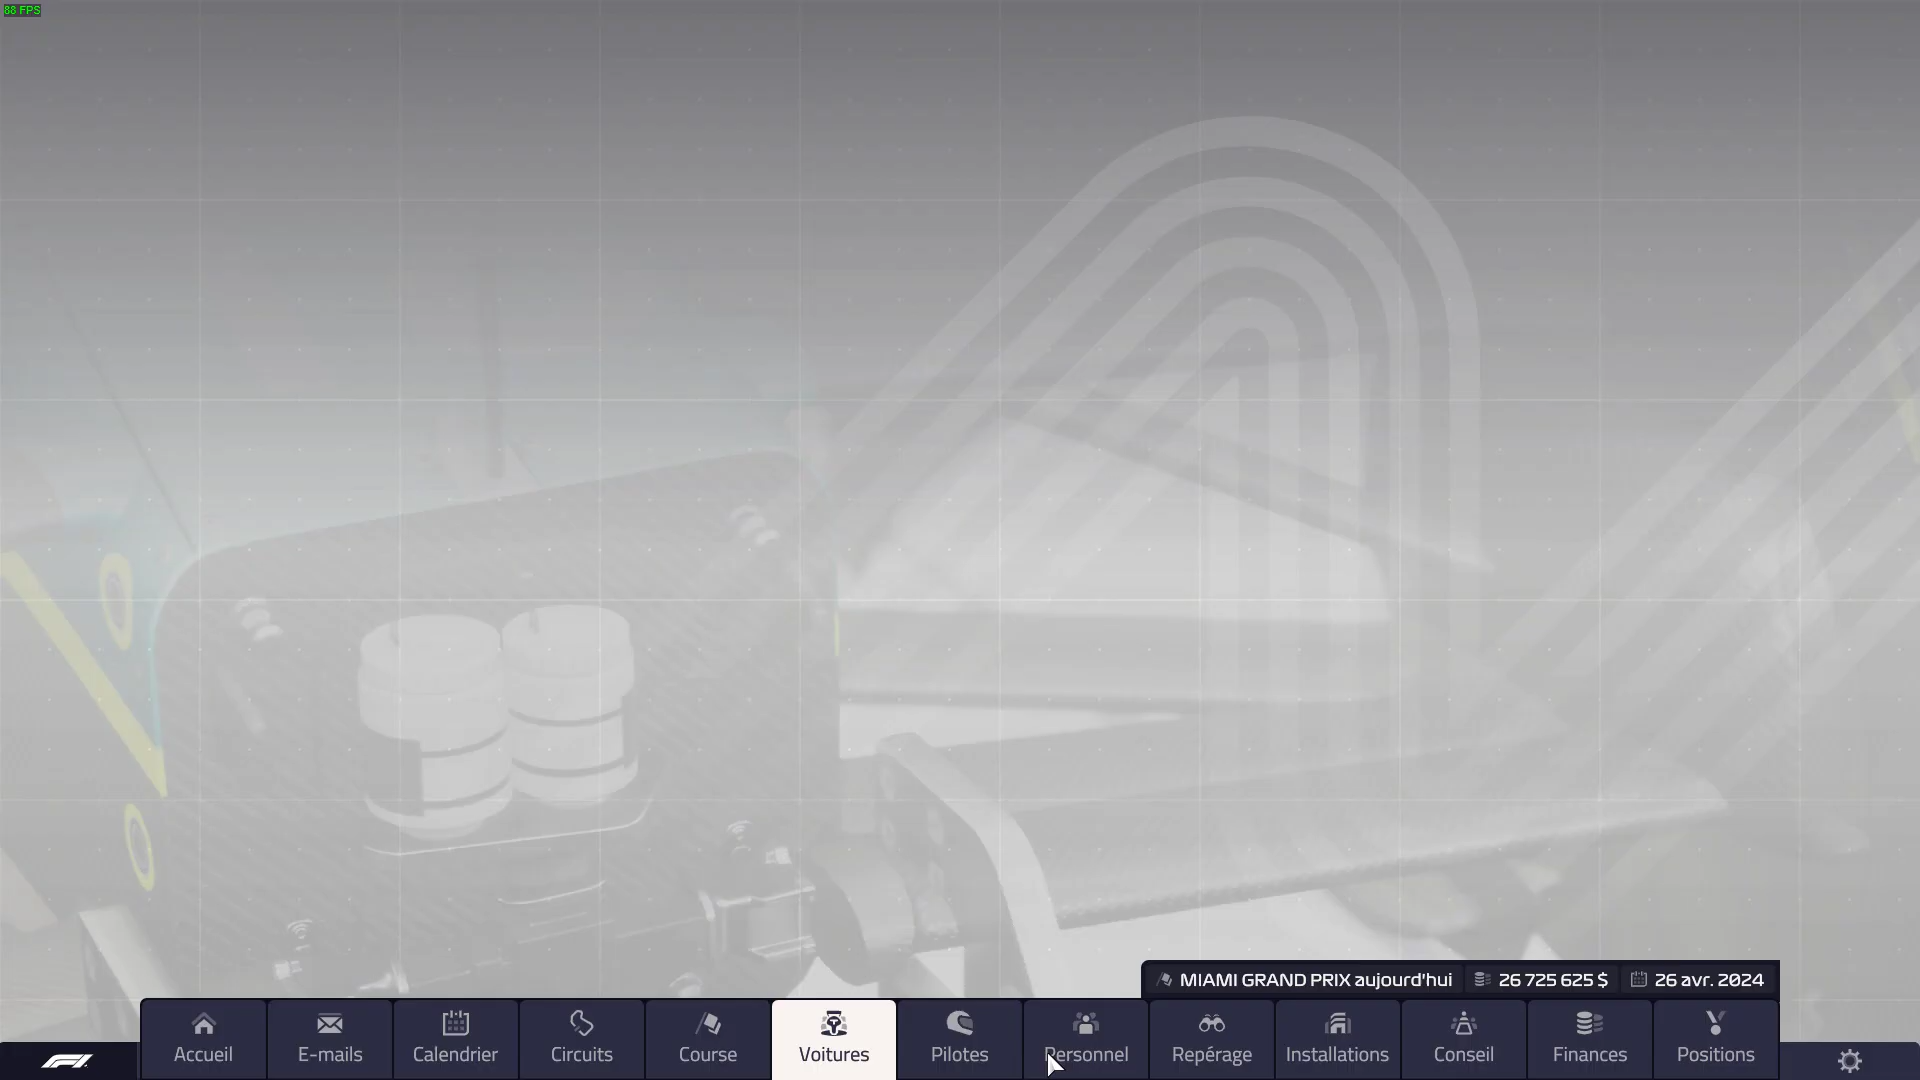 88 FPS
MIAMI GRAND PRIX aujourd'hui 26 725 625 $ 26 avr. 2024
Accueil E-mails Calendrier Circuits Course Voitures Pilotes Personnel Repérage Installations Conseil Finances Positions